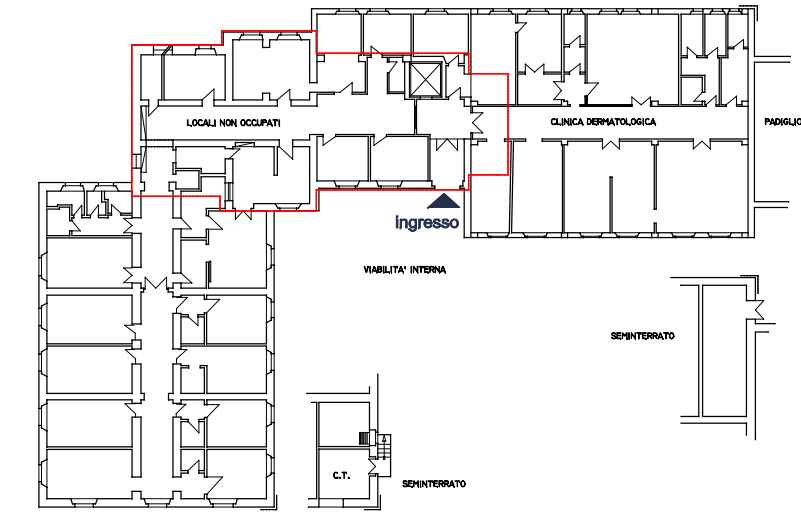 LOCALI NON OCCUPATI
CLINICA DERMATOLOGICA
PADIGLIO
ingresso
VIABILITA' INTERNA
SEMINTERRATO
C.T.
SEMINTERRATO